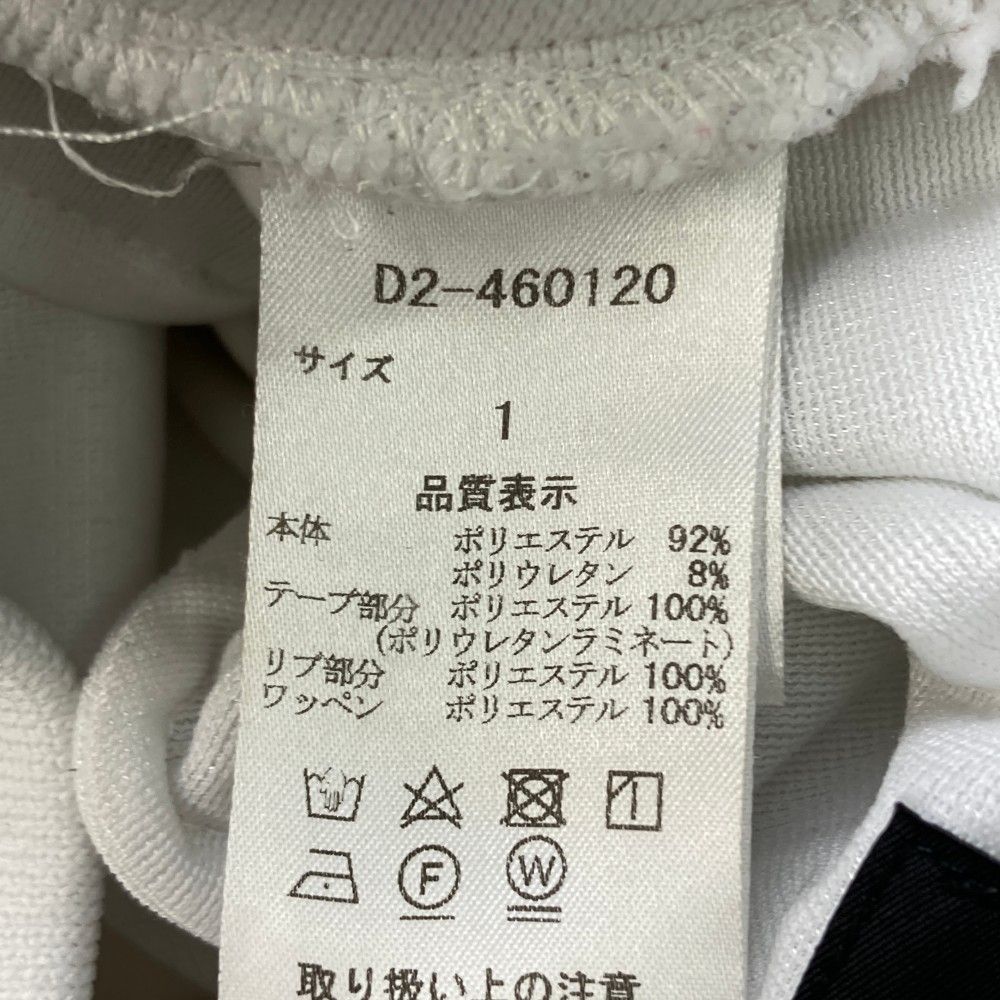 D2-460120
サイズ
1
品質表示
本体 ポリエステル 92%
ポリウレタン 8%
テープ部分 ポリエステル 100%
(ポリウレタンラミネート)
リブ部分 ポリエステル 100%
ワッペン ポリエステル 100%
F W
取り扱い上の注意